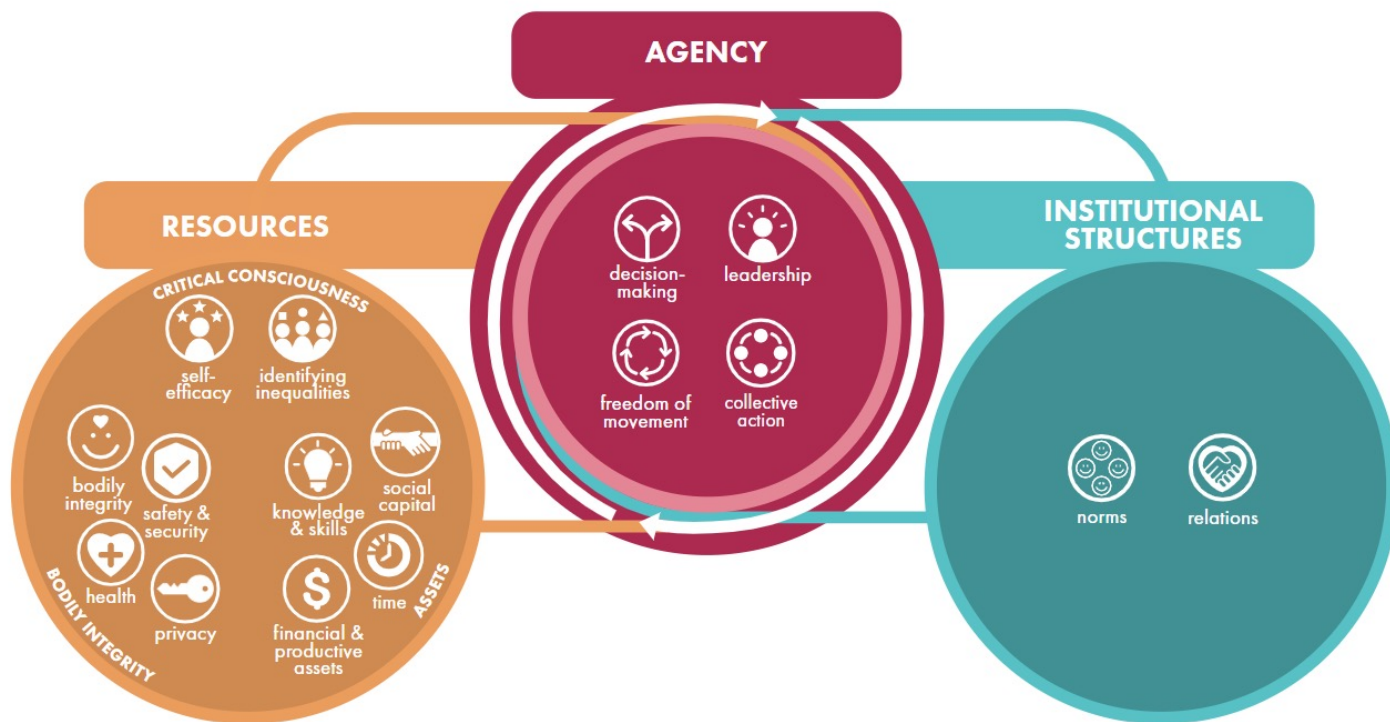 AGENCY
decision-
making
leadership
freedom of
movement
collective
action
RESOURCES
CRITICAL CONSCIOUSNESS
self-
efficacy
identifying
inequalities
bodily
integrity
safety &
security
health
privacy
BODILY INTEGRITY
knowledge
& skills
social
capital
time
financial &
productive
assets
ASSETS
INSTITUTIONAL
STRUCTURES
norms
relations